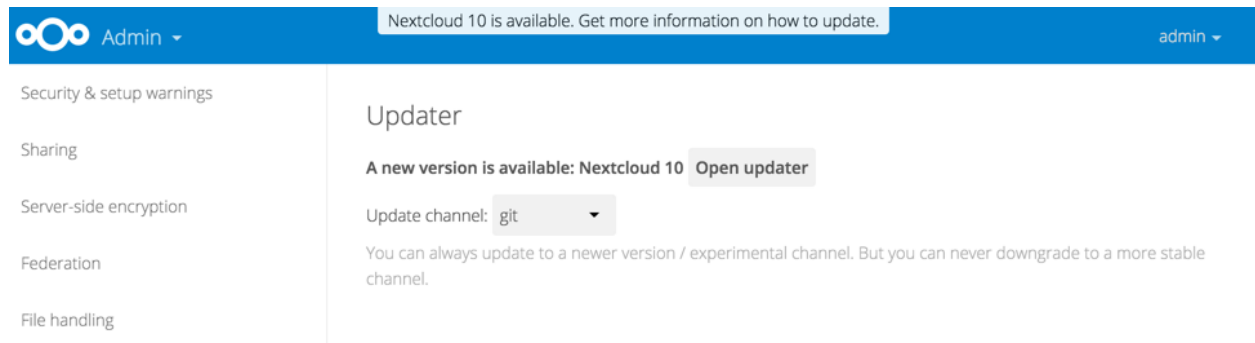 Nextcloud 10 is available. Get more information on how to update.
Admin
admin
Security & setup warnings
Sharing
Server-side encryption
Federation
File handling
Updater
A new version is available: Nextcloud 10 Open updater
Update channel: git
You can always update to a newer version / experimental channel. But you can never downgrade to a more stable
channel.